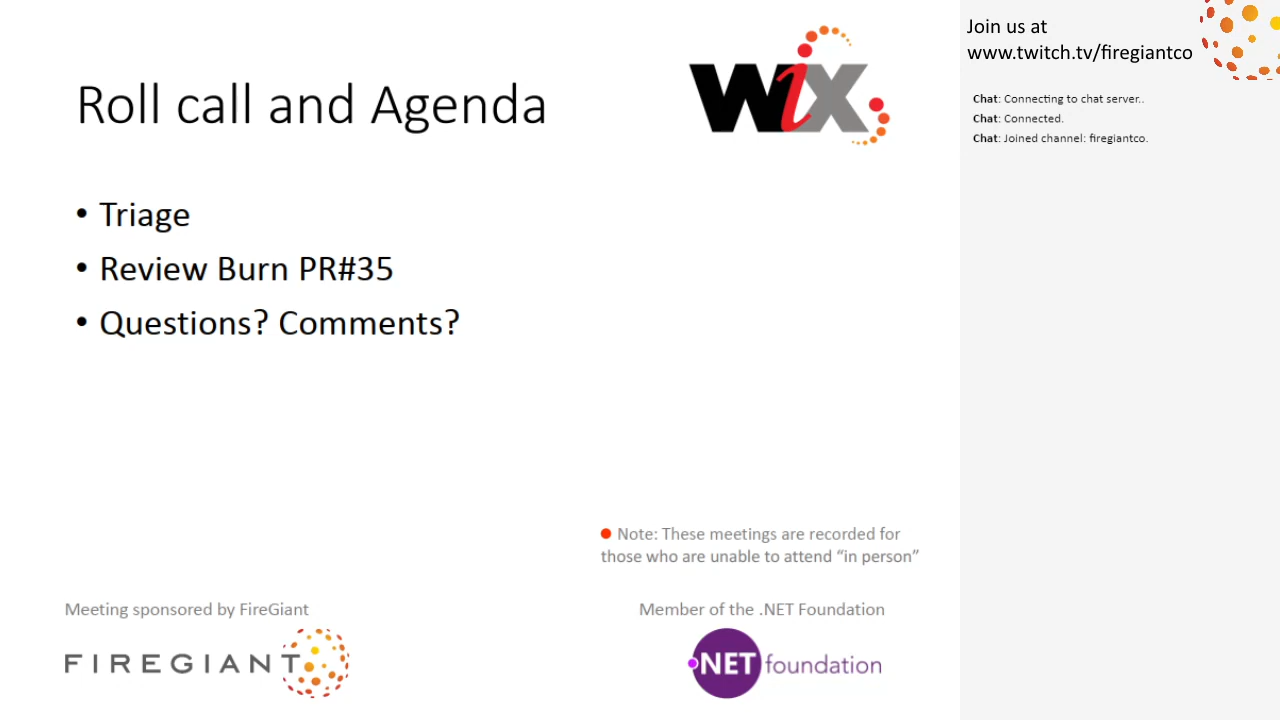 Roll call and Agenda
WiX
• Triage
• Review Burn PR#35
• Questions? Comments?
Note: These meetings are recorded for
those who are unable to attend “in person”
Meeting sponsored by FireGiant
FIREGIANT
Member of the .NET Foundation
.NET foundation
Join us at
www.twitch.tv/firegiantco
Chat: Connecting to chat server..
Chat: Connected.
Chat: Joined channel: firegiantco.